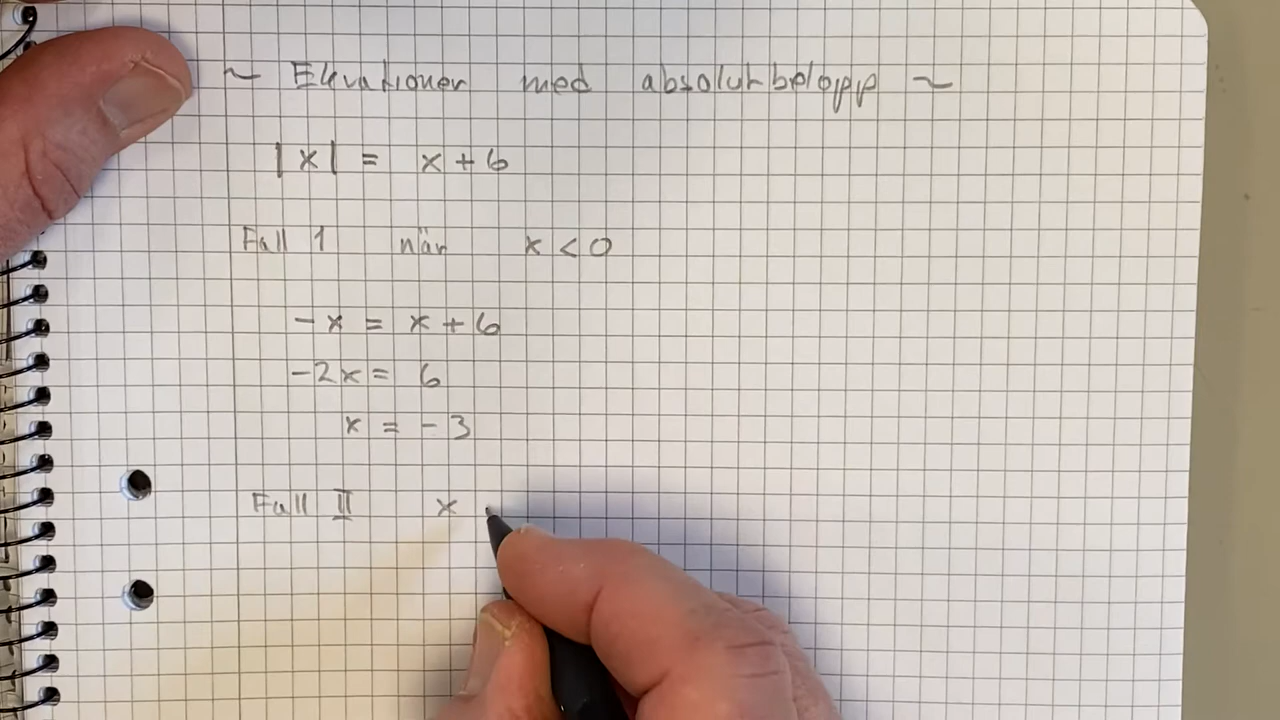 ~ Ekvationer med absolutbelopp ~
|x| = x + 6
Fall 1 när x < 0
-x = x + 6
-2x = 6
x = -3
Fall II x